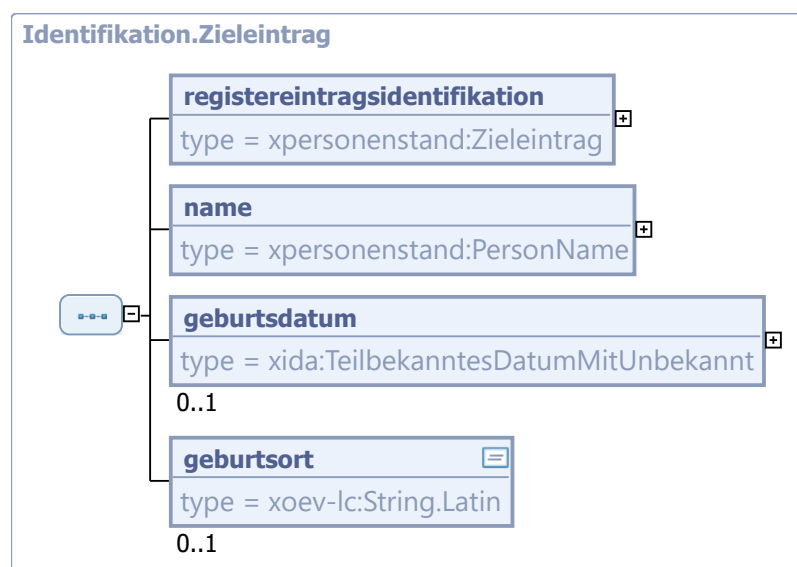 Identifikation.Zieleintrag
registereintragsidentifikation
type = xpersonenstand:Zieleintrag
name
type = xpersonenstand:PersonName
geburtsdatum
type = xida:TeilbekanntesDatumMitUnbekannt
0..1
geburtsort
type = xoev-lc:String.Latin
0..1